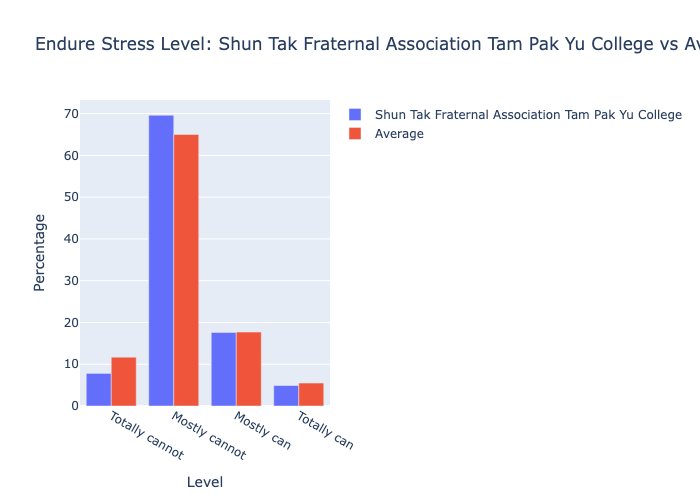 Endure Stress Level: Shun Tak Fraternal Association Tam Pak Yu College vs
Shun Tak Fraternal Association Tam Pak Yu College
Average
Percentage
70
60
50
40
30
20
10
0
Totally cannot
Mostly cannot
Mostly can
Totally can
Level